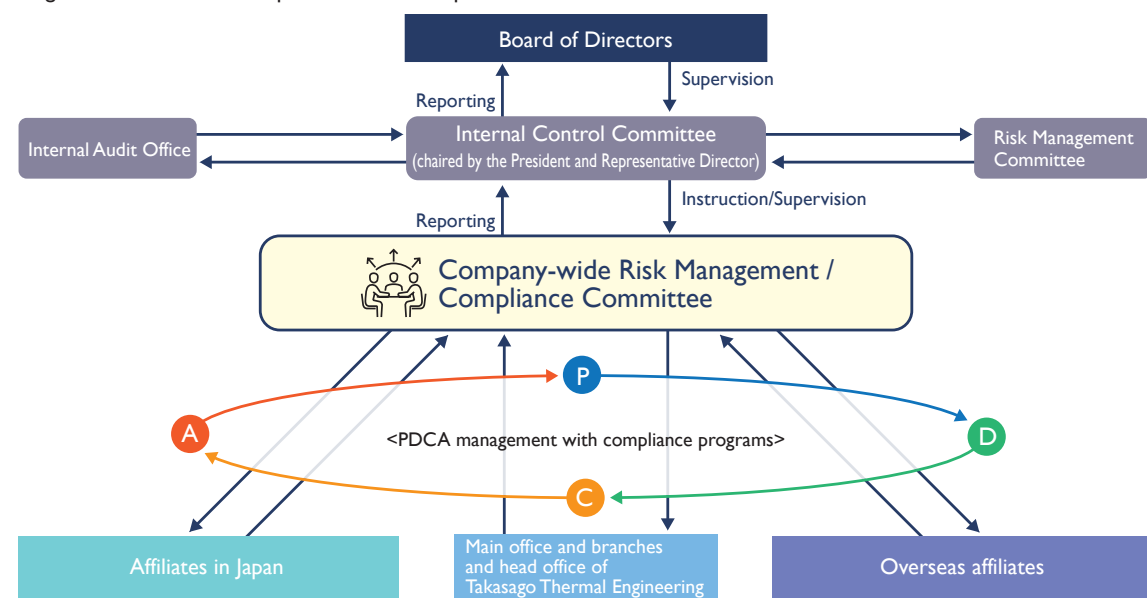 Board of Directors
Supervision
Reporting
Internal Audit Office
Internal Control Committee
(chaired by the President and Representative Director)
Risk Management
Committee
Instruction/Supervision
Reporting
Company-wide Risk Management /
Compliance Committee
P
A
D
<PDCA management with compliance programs>
C
Affiliates in Japan
Main office and branches
and head office of
Takasago Thermal Engineering
Overseas affiliates